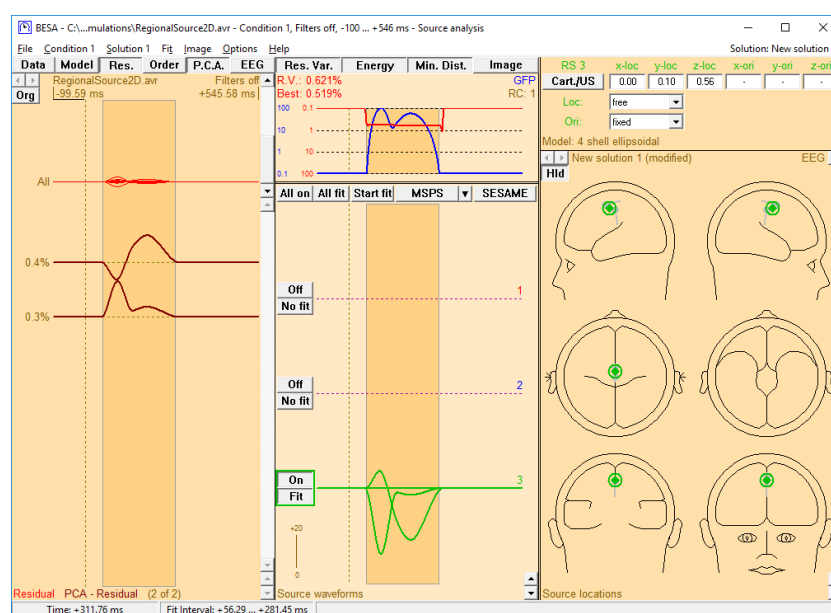 BESA - C:\...mulations\RegionalSource2D.avr - Condition 1, Filters off, -100 ... +546 ms - Source analysis
File Condition 1 Solution 1 Fit Image Options Help Solution: New solution
Data Model Res. Order P.C.A. EEG Res. Var. Energy Min. Dist. Image RS 3 x-loc y-loc z-loc x-ori y-ori z-ori
RegionalSource2D.avr Filters off R.V.: 0.621% GFP Cart./US 0.00 0.10 0.56 - - -
Org -99.59 ms +545.58 ms Best: 0.519% RC: 1
Loc: free
100 0.1
Ori: fixed
10 1
Model: 4 shell ellipsoidal
1 10
New solution 1 (modified) EEG
0.1 100
Hld
All
All on All fit Start fit MSPS SESAME
0.4%
Off 1
No fit
0.3%
Off 2
No fit
On 3
Fit
+20
0
Residual PCA - Residual (2 of 2) Source waveforms Source locations
Time: +311.76 ms Fit Interval: +56.29 ... +281.45 ms